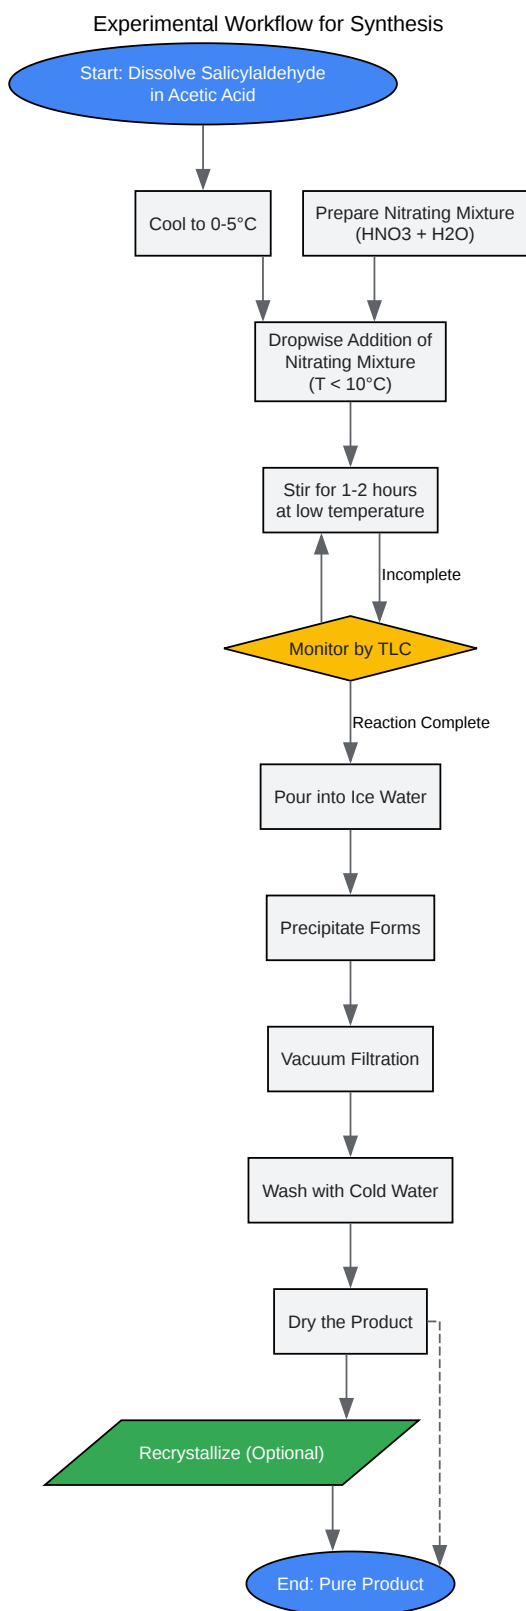 Experimental Workflow for Synthesis
Start: Dissolve Salicylaldehyde
in Acetic Acid
Cool to 0-5°C
Prepare Nitrating Mixture
(HNO3 + H2O)
Dropwise Addition of
Nitrating Mixture
(T < 10°C)
Stir for 1-2 hours
at low temperature
Incomplete
Monitor by TLC
Reaction Complete
Pour into Ice Water
Precipitate Forms
Vacuum Filtration
Wash with Cold Water
Dry the Product
Recrystallize (Optional)
End: Pure Product